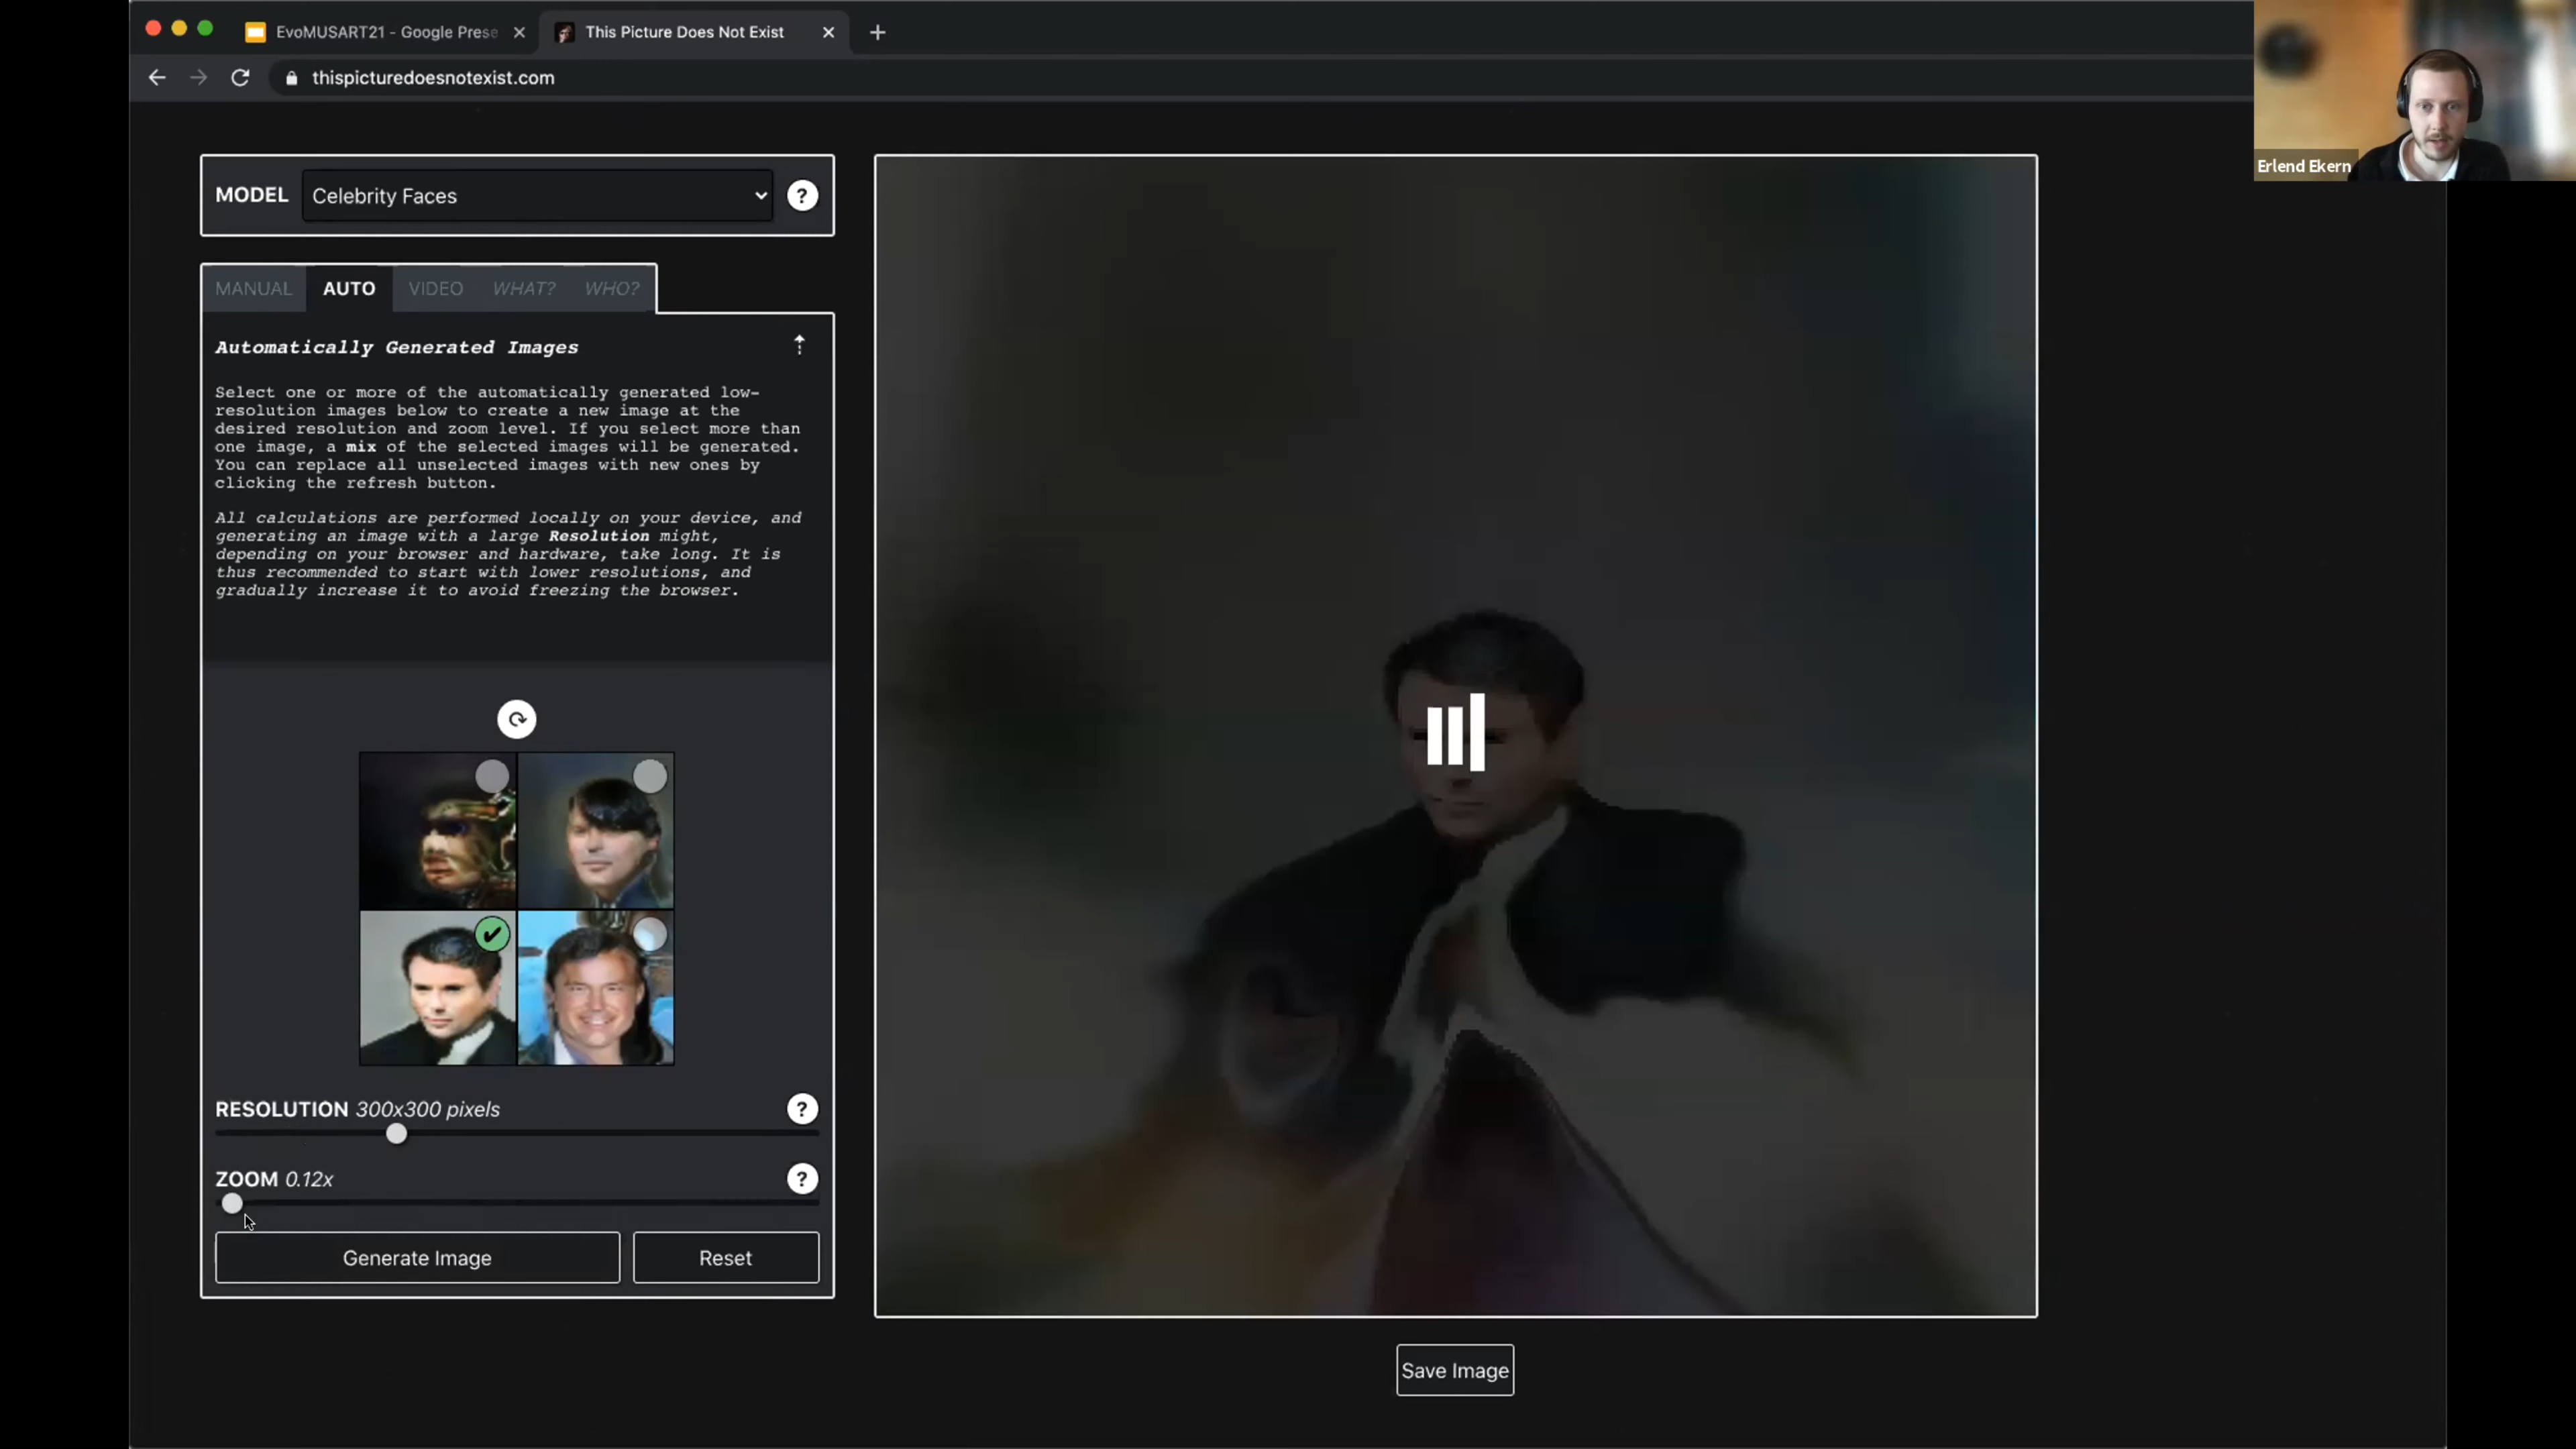 EvoMUSART21 - Google Prese
This Picture Does Not Exist
thispicturedoesnotexist.com
Erlend Ekern
MODEL Celebrity Faces ?
MANUAL AUTO VIDEO WHAT? WHO?
Automatically Generated Images
Select one or more of the automatically generated low-
resolution images below to create a new image at the
desired resolution and zoom level. If you select more than
one image, a mix of the selected images will be generated.
You can replace all unselected images with new ones by
clicking the refresh button.
All calculations are performed locally on your device, and
generating an image with a large Resolution might,
depending on your browser and hardware, take long. It is
thus recommended to start with lower resolutions, and
gradually increase it to avoid freezing the browser.
RESOLUTION 300x300 pixels ?
ZOOM 0.12x ?
Generate Image
Reset
Save Image